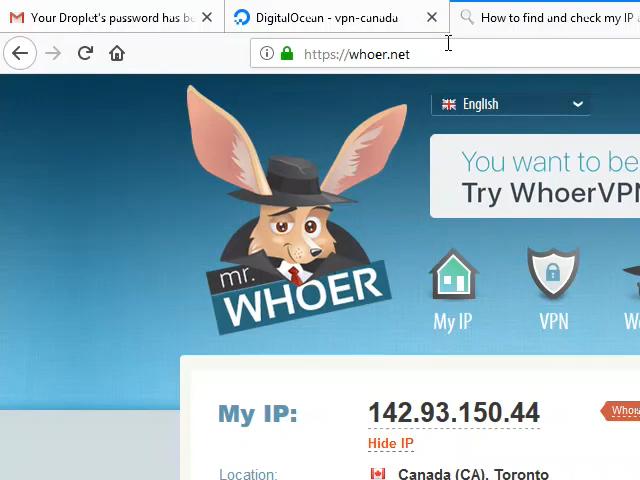 Your Droplet's password has be
DigitalOcean - vpn-canada
How to find and check my IP
https://whoer.net
English
You want to be
Try WhoerVPN
mr.
WHOER
My IP
VPN
My IP:
142.93.150.44
Whois
Hide IP
Location:
Canada (CA), Toronto